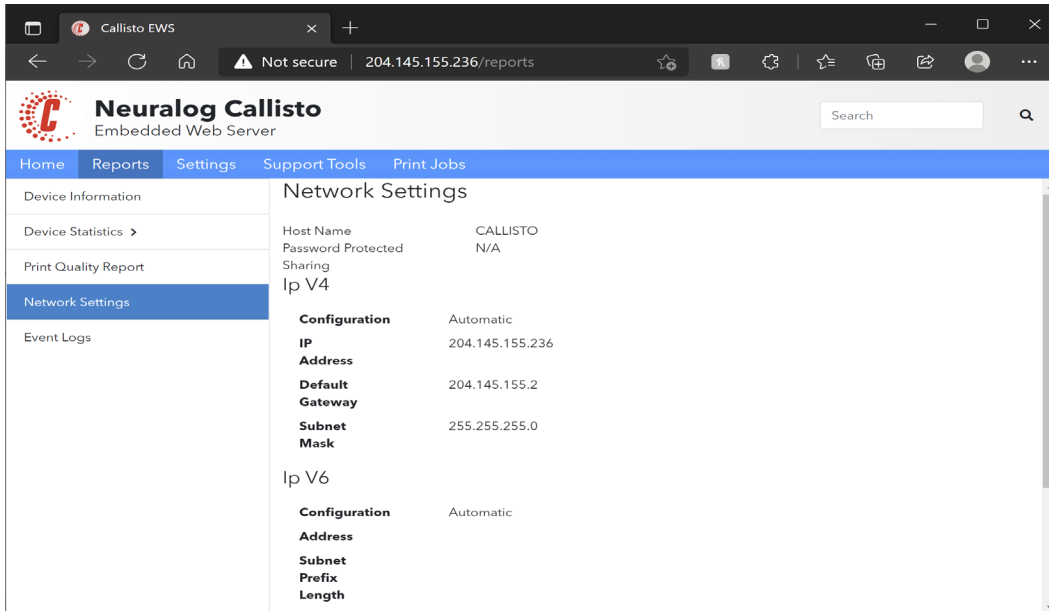 Callisto EWS
Not secure | 204.145.155.236/reports
Neuralog Callisto
Embedded Web Server
Search
Home Reports Settings Support Tools Print Jobs
Device Information
Device Statistics >
Print Quality Report
Network Settings
Event Logs
Network Settings
Host Name CALLISTO
Password Protected N/A
Sharing
Ip V4
Configuration Automatic
IP 204.145.155.236
Address
Default 204.145.155.2
Gateway
Subnet 255.255.255.0
Mask
Ip V6
Configuration Automatic
Address
Subnet
Prefix
Length